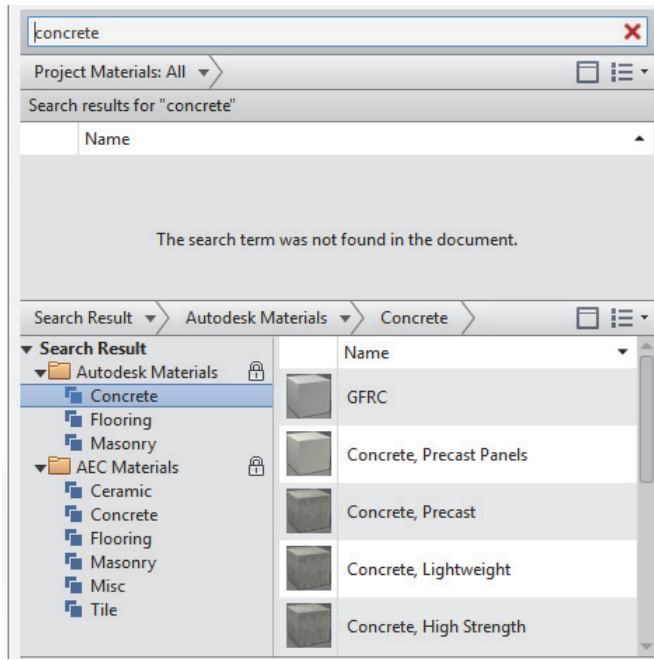 concrete
Project Materials: All
Search results for "concrete"
Name
The search term was not found in the document.
Search Result Autodesk Materials Concrete
Search Result
Autodesk Materials
Concrete
Flooring
Masonry
AEC Materials
Ceramic
Concrete
Flooring
Masonry
Misc
Tile
Name
GFRC
Concrete, Precast Panels
Concrete, Precast
Concrete, Lightweight
Concrete, High Strength